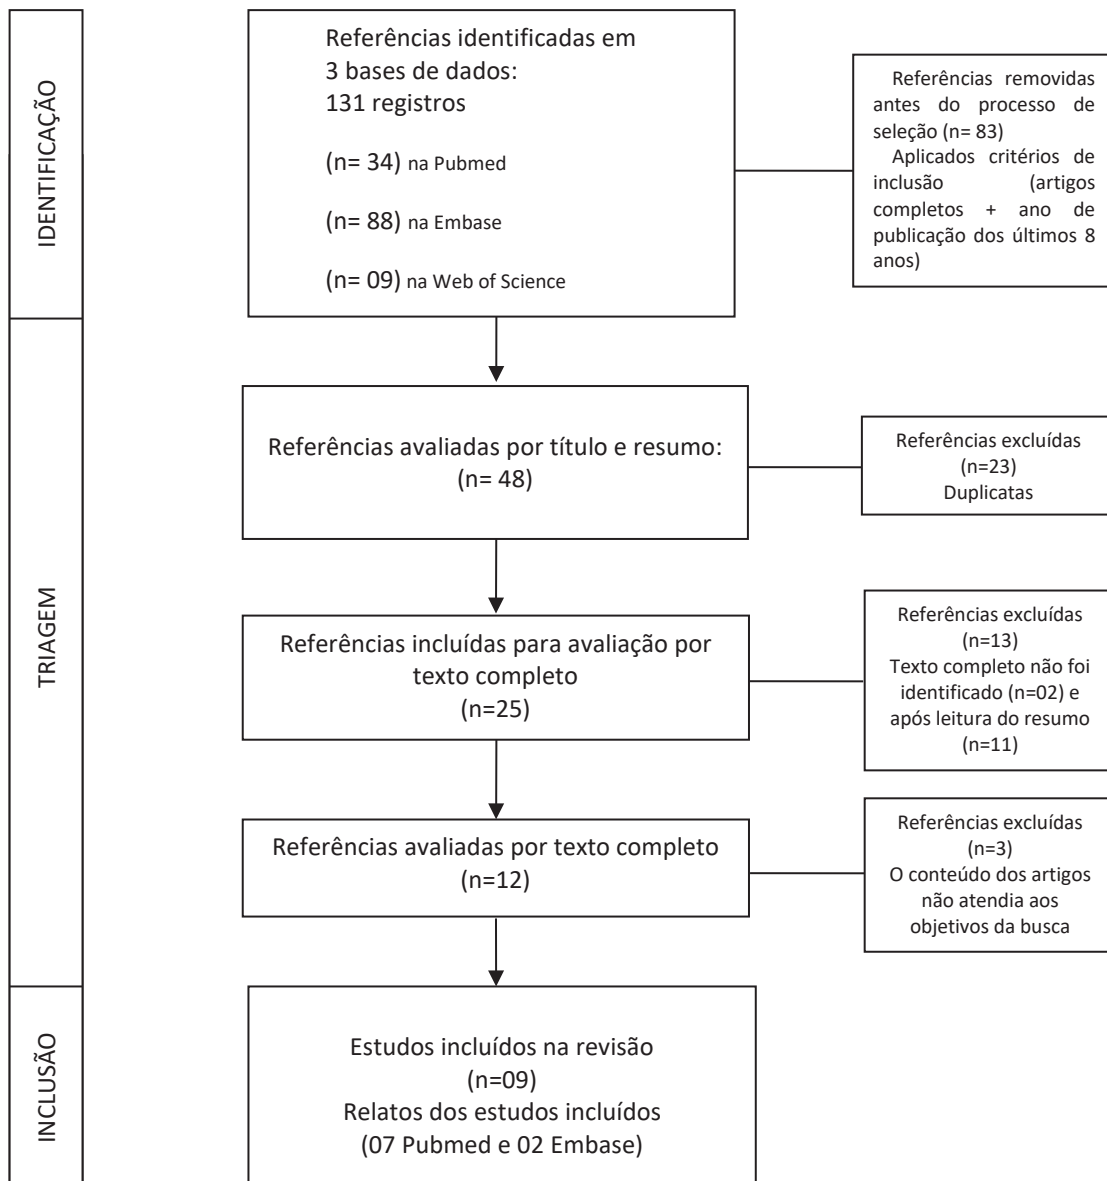 IDENTIFICAÇÃO
Referências identificadas em
3 bases de dados:
131 registros
(n= 34) na Pubmed
(n= 88) na Embase
(n= 09) na Web of Science
Referências removidas
antes do processo de
seleção (n= 83)
Aplicados critérios de
inclusão (artigos
completos + ano de
publicação dos últimos 8
anos)
TRIAGEM
Referências avaliadas por título e resumo:
(n= 48)
Referências excluídas
(n=23)
Duplicatas
Referências incluídas para avaliação por
texto completo
(n=25)
Referências excluídas
(n=13)
Texto completo não foi
identificado (n=02) e
após leitura do resumo
(n=11)
Referências avaliadas por texto completo
(n=12)
Referências excluídas
(n=3)
O conteúdo dos artigos
não atendia aos
objetivos da busca
INCLUSÃO
Estudos incluídos na revisão
(n=09)
Relatos dos estudos incluídos
(07 Pubmed e 02 Embase)